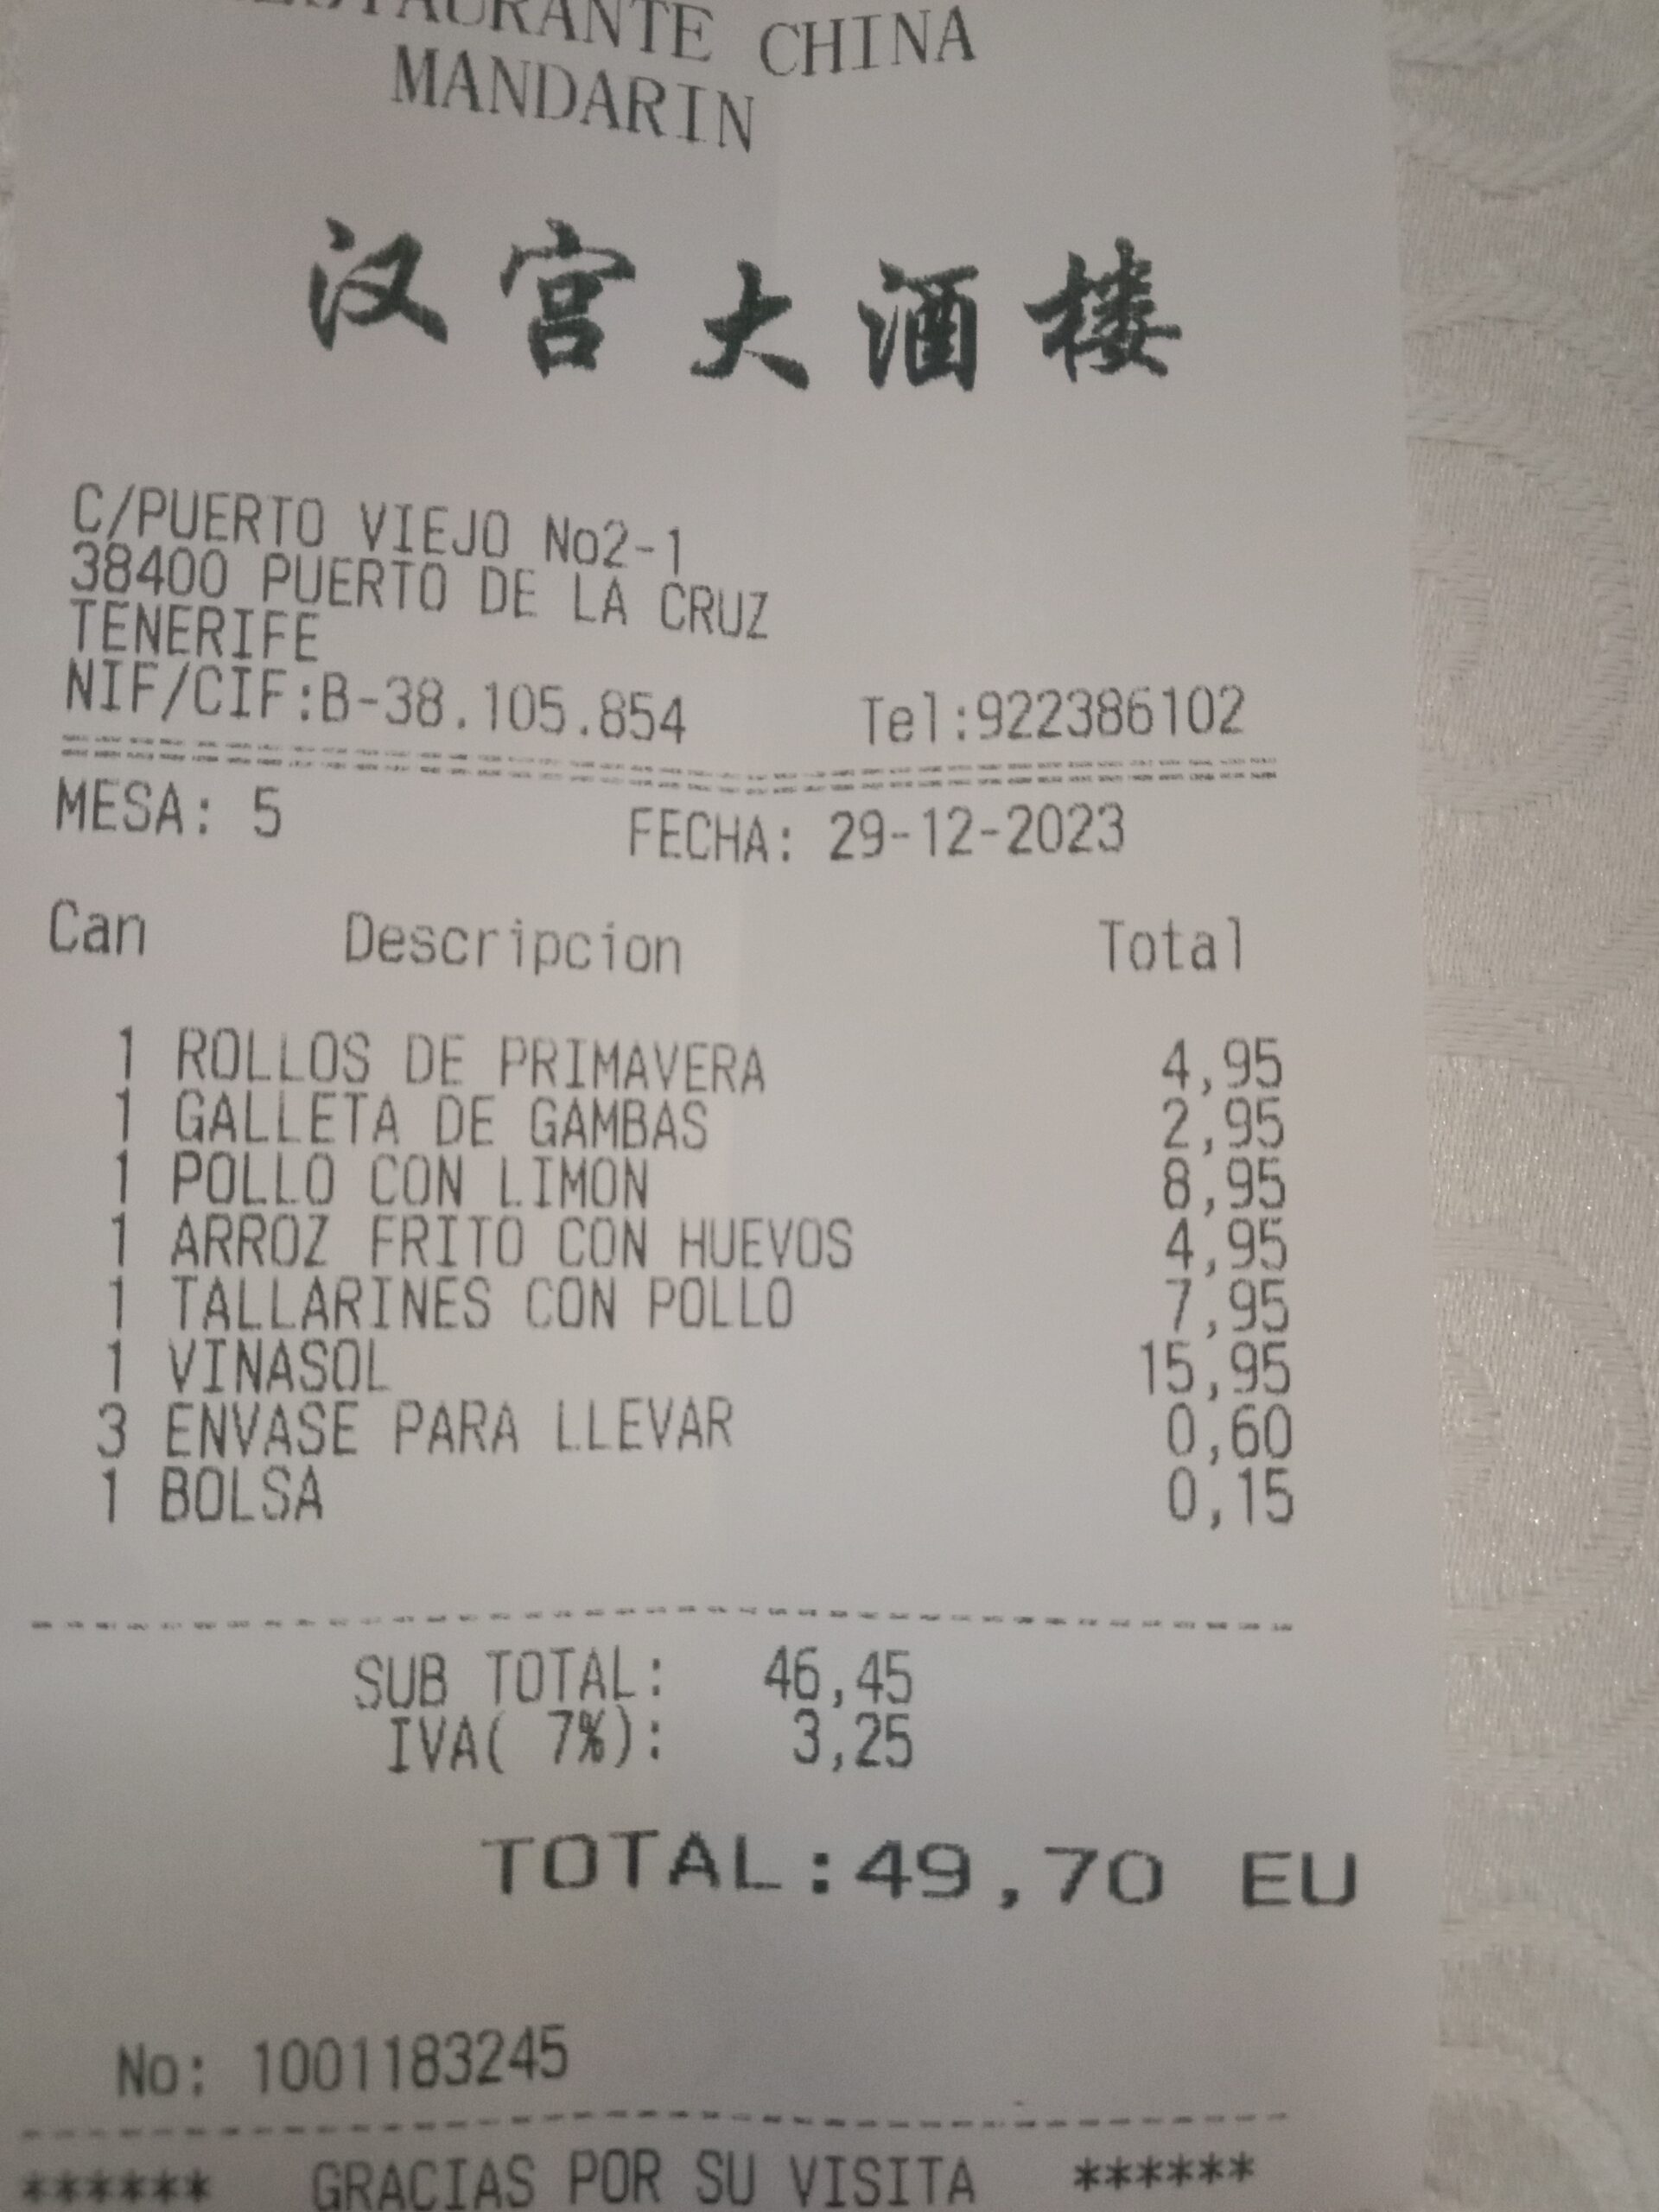 RESTAURANTE CHINA
MANDARIN
汉宫大酒楼
C/PUERTO VIEJO No2-1
38400 PUERTO DE LA CRUZ
TENERIFE
NIF/CIF:B-38.105.854 Tel:922386102
MESA: 5 FECHA: 29-12-2023
Can Descripcion Total
1 ROLLOS DE PRIMAVERA 4,95
1 GALLETA DE GAMBAS 2,95
1 POLLO CON LIMON 8,95
1 ARROZ FRITO CON HUEVOS 4,95
1 TALLARINES CON POLLO 7,95
1 VINASOL 15,95
3 ENVASE PARA LLEVAR 0,60
1 BOLSA 0,15
SUB TOTAL: 46,45
IVA( 7%): 3,25
TOTAL:49,70 EU
No: 1001183245
****** GRACIAS POR SU VISITA ******